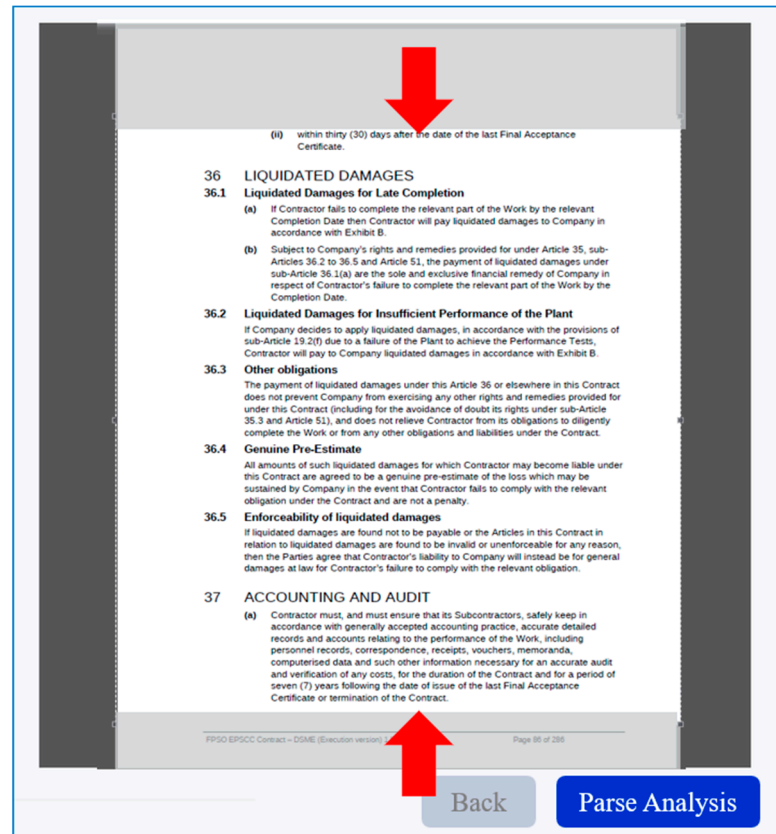 (ii) within thirty (30) days after the date of the last Final Acceptance
Certificate.
36 LIQUIDATED DAMAGES
36.1 Liquidated Damages for Late Completion
(a) If Contractor fails to complete the relevant part of the Work by the relevant
Completion Date then Contractor will pay liquidated damages to Company in
accordance with Exhibit B.
(b) Subject to Company's rights and remedies provided for under Article 35, sub-
Articles 36.2 to 36.5 and Article 51, the payment of liquidated damages under
sub-Article 36.1(a) are the sole and exclusive financial remedy of Company in
respect of Contractor's failure to complete the relevant part of the Work by the
Completion Date.
36.2 Liquidated Damages for Insufficient Performance of the Plant
If Company decides to apply liquidated damages, in accordance with the provisions of
sub-Article 19.2(f) due to a failure of the Plant to achieve the Performance Tests,
Contractor will pay to Company liquidated damages in accordance with Exhibit B.
36.3 Other obligations
The payment of liquidated damages under this Article 36 or elsewhere in this Contract
does not prevent Company from exercising any other rights and remedies provided for
under this Contract (including for the avoidance of doubt its rights under sub-Article
35.3 and Article 51), and does not relieve Contractor from its obligations to diligently
complete the Work or from any other obligations and liabilities under the Contract.
36.4 Genuine Pre-Estimate
All amounts of such liquidated damages for which Contractor may become liable under
this Contract are agreed to be a genuine pre-estimate of the loss which may be
sustained by Company in the event that Contractor fails to comply with the relevant
obligation under the Contract and are not a penalty.
36.5 Enforceability of liquidated damages
If liquidated damages are found not to be payable or the Articles in this Contract in
relation to liquidated damages are found to be invalid or unenforceable for any reason,
then the Parties agree that Contractor's liability to Company will instead be for general
damages at law for Contractor's failure to comply with the relevant obligation.
37 ACCOUNTING AND AUDIT
(a) Contractor must, and must ensure that its Subcontractors, safely keep in
accordance with generally accepted accounting practice, accurate detailed
records and accounts relating to the performance of the Work, including
personnel records, correspondence, receipts, vouchers, memoranda,
computerised data and such other information necessary for an accurate audit
and verification of any costs, for the duration of the Contract and for a period of
seven (7) years following the date of issue of the last Final Acceptance
Certificate or termination of the Contract.
FPSO EPSCC Contract – DSME (Execution version) Page 86 of 286
Back Parse Analysis